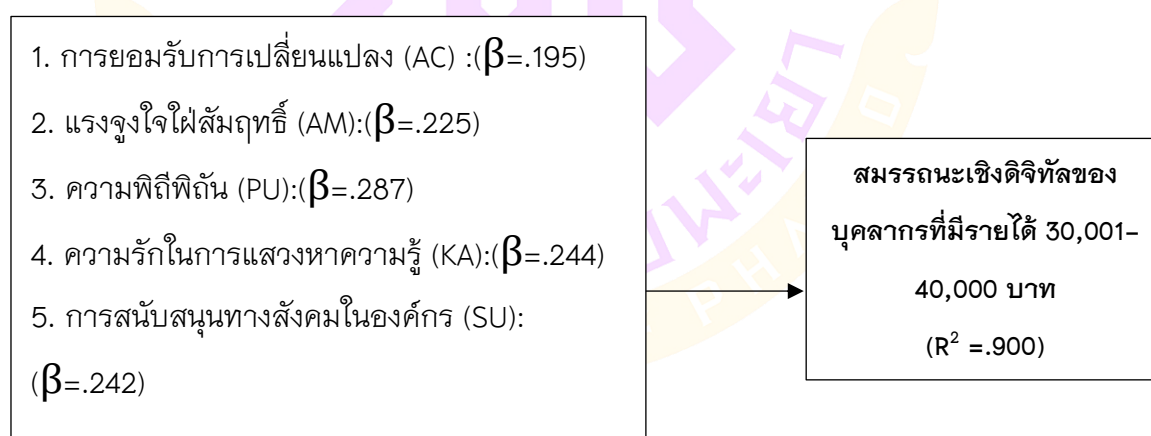 1. การยอมรับการเปลี่ยนแปลง (AC) :(β=.195)
2. แรงจูงใจใฝ่สัมฤทธิ์ (AM):(β=.225)
3. ความพิถีพิถัน (PU):(β=.287)
4. ความรักในการแสวงหาความรู้ (KA):(β=.244)
5. การสนับสนุนทางสังคมในองค์กร (SU):
(β=.242)
สมรรถนะเชิงดิจิทัลของ
บุคลากรที่มีรายได้ 30,001–
40,000 บาท
(R² =.900)